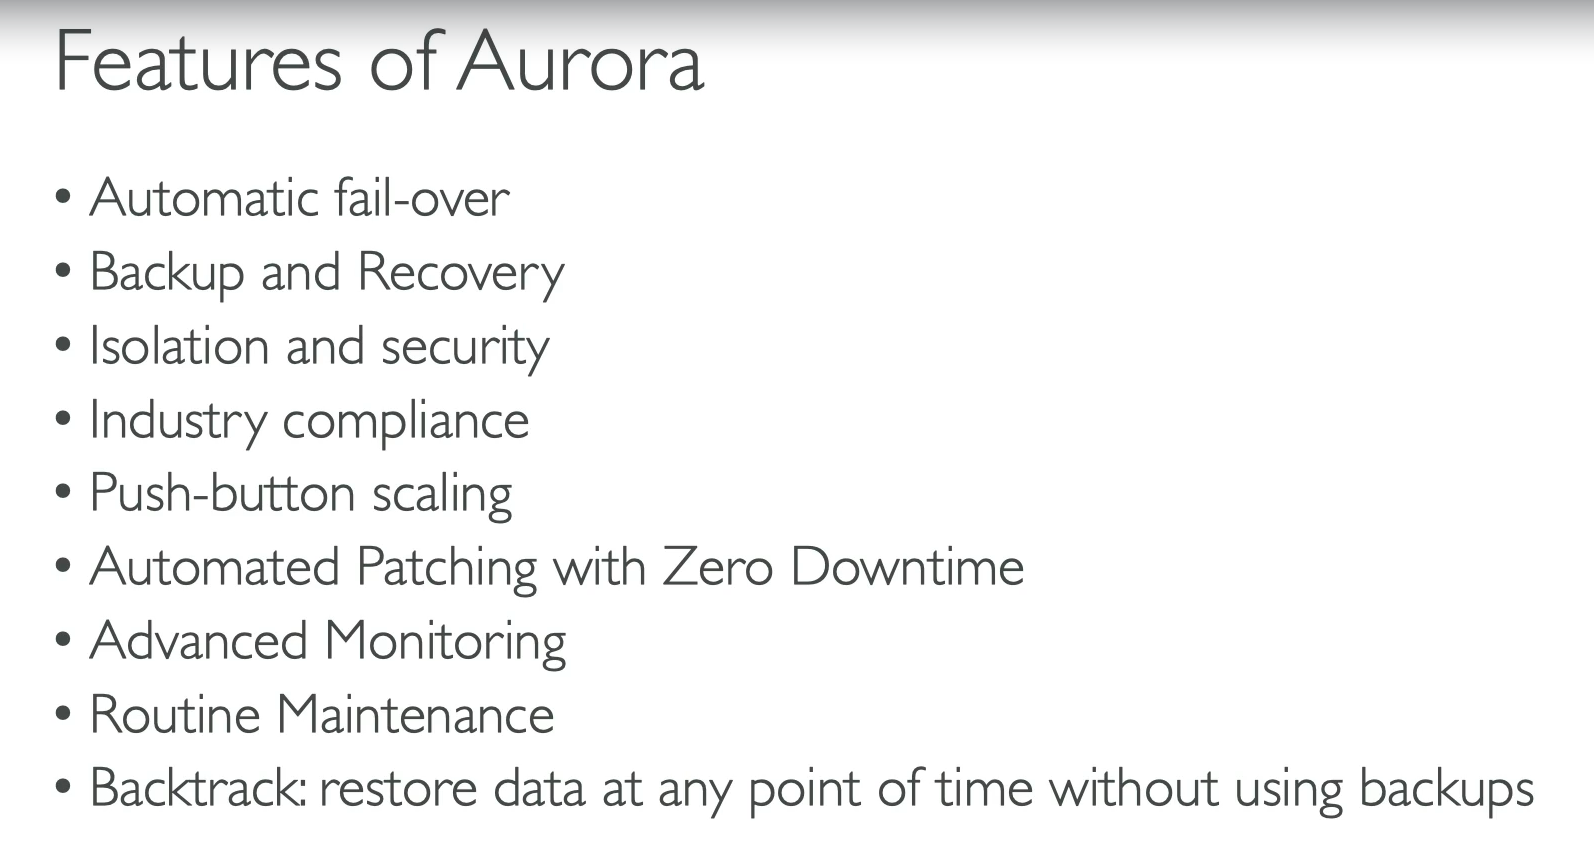 Features of Aurora
• Automatic fail-over
• Backup and Recovery
• Isolation and security
• Industry compliance
• Push-button scaling
• Automated Patching with Zero Downtime
• Advanced Monitoring
• Routine Maintenance
• Backtrack: restore data at any point of time without using backups